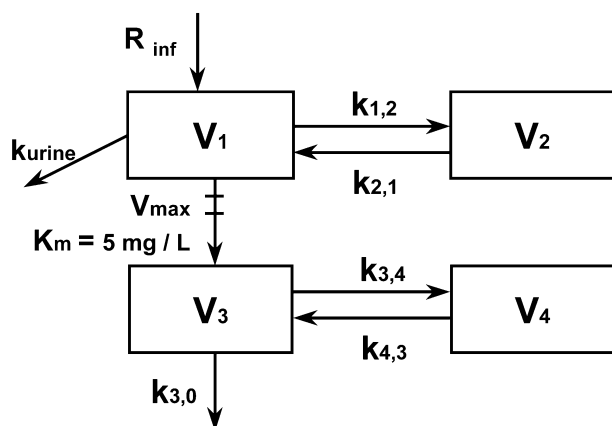 R inf
V1
k1,2
V2
kurine
k2,1
Vmax
Km = 5 mg / L
V3
k3,4
V4
k4,3
k3,0